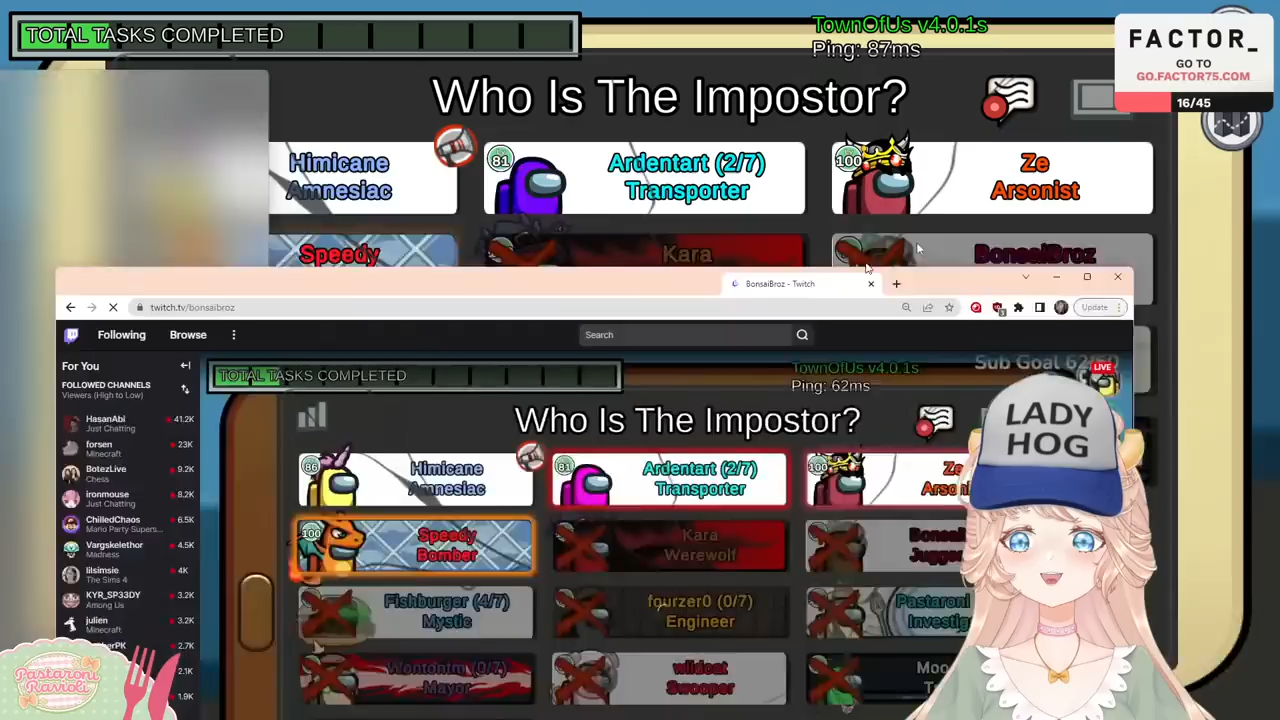 TOTAL TASKS COMPLETED
TownOfUs v4.0.1s
Ping: 87ms
FACTOR_
GO TO
GO.FACTOR75.COM
16/45
Who Is The Impostor?
Himicane
Amnesiac
81
Ardentart (2/7)
Transporter
100
Ze
Arsonist
Speedy
Kara
BonsaiBroz
BonsaiBroz - Twitch
twitch.tv/bonsaibroz
Update
Following
Browse
Search
For You
FOLLOWED CHANNELS
Viewers (High to Low)
HasanAbi
41.2K
Just Chatting
forsen
23K
Minecraft
BotezLive
9.2K
Chess
ironmouse
8.2K
Just Chatting
ChilledChaos
6.5K
Mario Party Supers...
Vargskelethor
4.5K
Madness
lilsimsie
4K
The Sims 4
KYR_SP33DY
3.2K
Among Us
julien
3.2K
Minecraft
2.7K
2.1K
1.9K
TOTAL TASKS COMPLETED
TownOfUs v4.0.1s
Ping: 62ms
Sub Goal 62/
LIVE
Who Is The Impostor?
86
Himicane
Amnesiac
81
Ardentart (2/7)
Transporter
100
Ze
100
Speedy
Bomber
Kara
Werewolf
Fishburger (4/7)
Mystic
fourzer0 (0/7)
Engineer
Pastaroni
Wontontm (0/7)
Mayor
wildcat
Swooper
LADY
HOG
Pastaroni
Ravioli